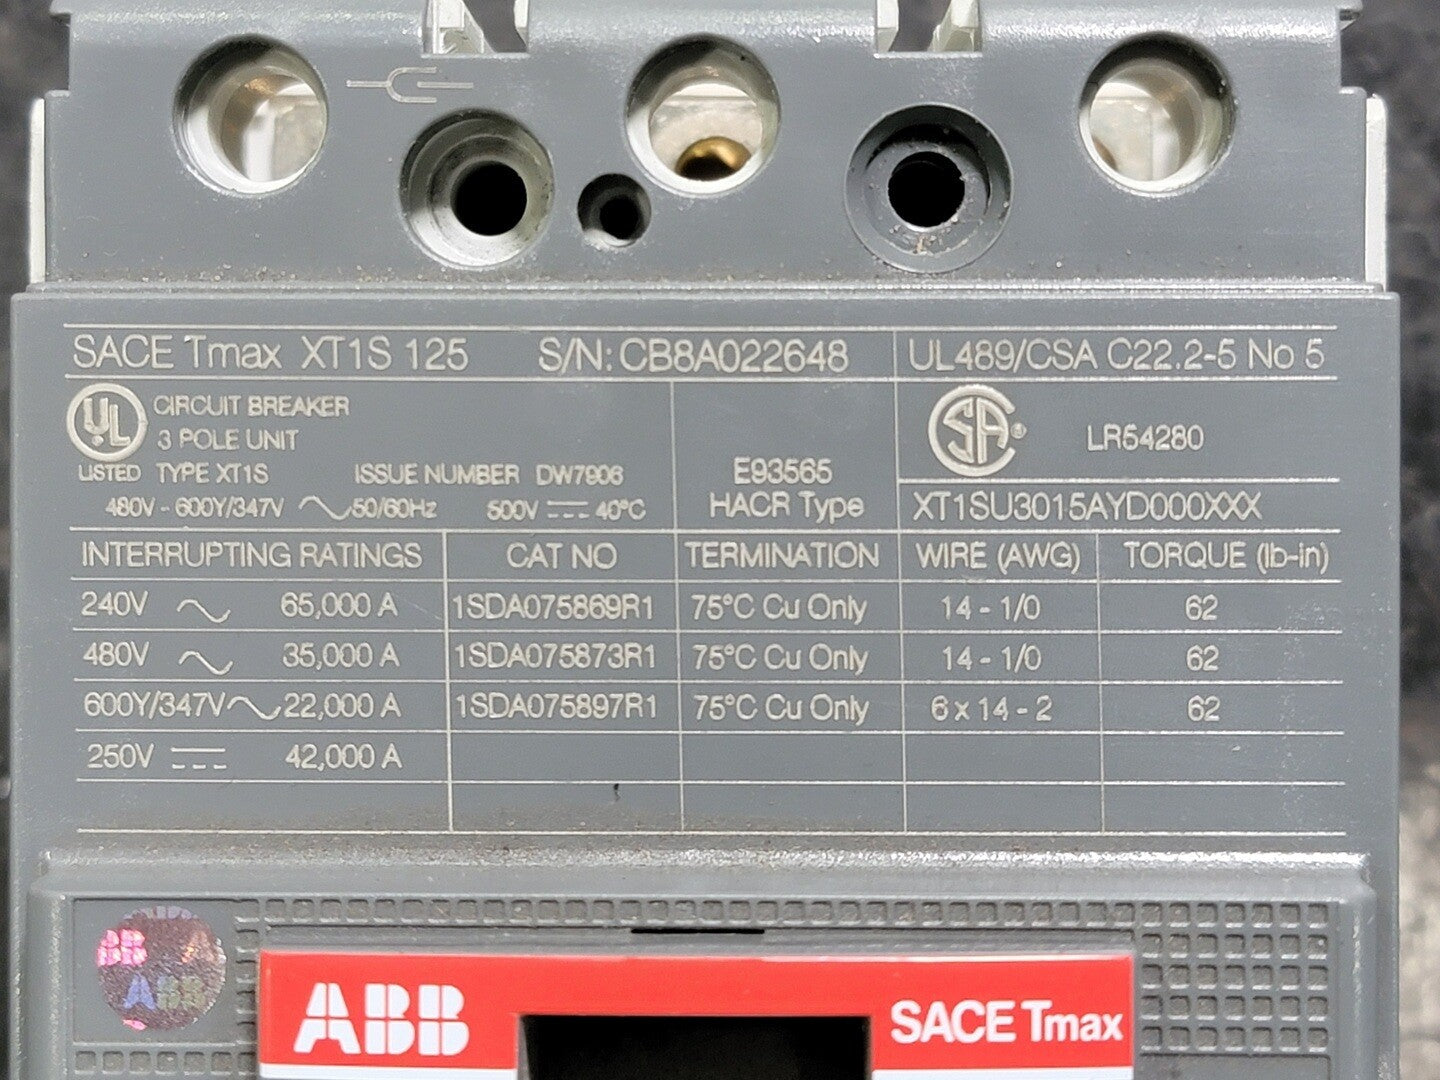 SACE Tmax XT1S 125 S/N: CB8A022648 UL489/CSA C22.2-5 No 5
UL CIRCUIT BREAKER
3 POLE UNIT
LISTED TYPE XT1S ISSUE NUMBER DW7906
480V - 600Y/347V 50/60Hz 500V 40°C
E93565
HACR Type
SA ® LR54280
XT1SU3015AYD000XXX
INTERRUPTING RATINGS CAT NO TERMINATION WIRE (AWG) TORQUE (lb-in)
240V 65,000 A 1SDA075869R1 75°C Cu Only 14 - 1/0 62
480V 35,000 A 1SDA075873R1 75°C Cu Only 14 - 1/0 62
600Y/347V 22,000 A 1SDA075897R1 75°C Cu Only 6 x 14 - 2 62
250V 42,000 A
BB
ABB
ABB SACE Tmax